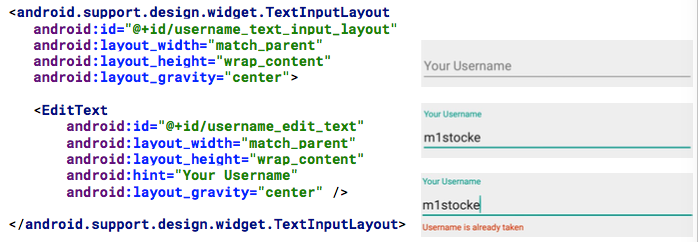 <android.support.design.widget.TextInputLayout
android:id="@+id/username_text_input_layout"
android:layout_width="match_parent"
android:layout_height="wrap_content"
android:layout_gravity="center">
<EditText
android:id="@+id/username_edit_text"
android:layout_width="match_parent"
android:layout_height="wrap_content"
android:hint="Your Username"
android:layout_gravity="center" />
</android.support.design.widget.TextInputLayout>
Your Username
Your Username
m1stocke
Your Username
m1stocke
Username is already taken